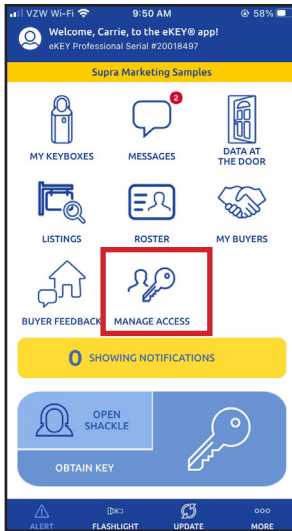 VZW Wi-Fi 9:50 AM 58%
Welcome, Carrie, to the eKEY® app!
eKEY Professional Serial #20018497
Supra Marketing Samples
2
MY KEYBOXES MESSAGES DATA AT
THE DOOR
LISTINGS ROSTER MY BUYERS
BUYER FEEDBACK MANAGE ACCESS
0 SHOWING NOTIFICATIONS
OPEN
SHACKLE
OBTAIN KEY
ALERT FLASHLIGHT UPDATE MORE